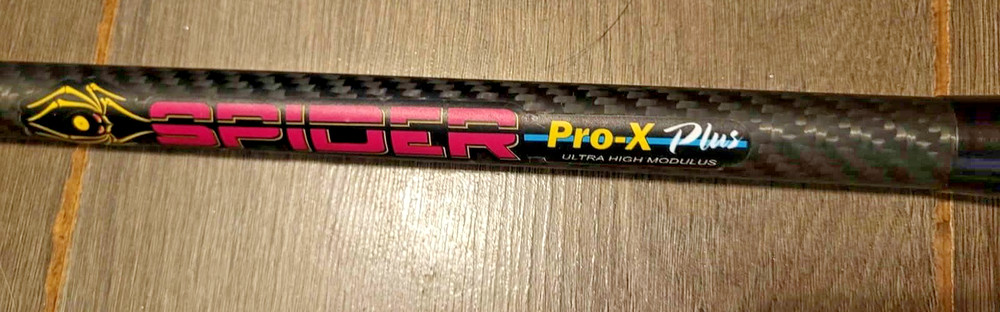 SPIDER Pro-X Plus
ULTRA HIGH MODULUS